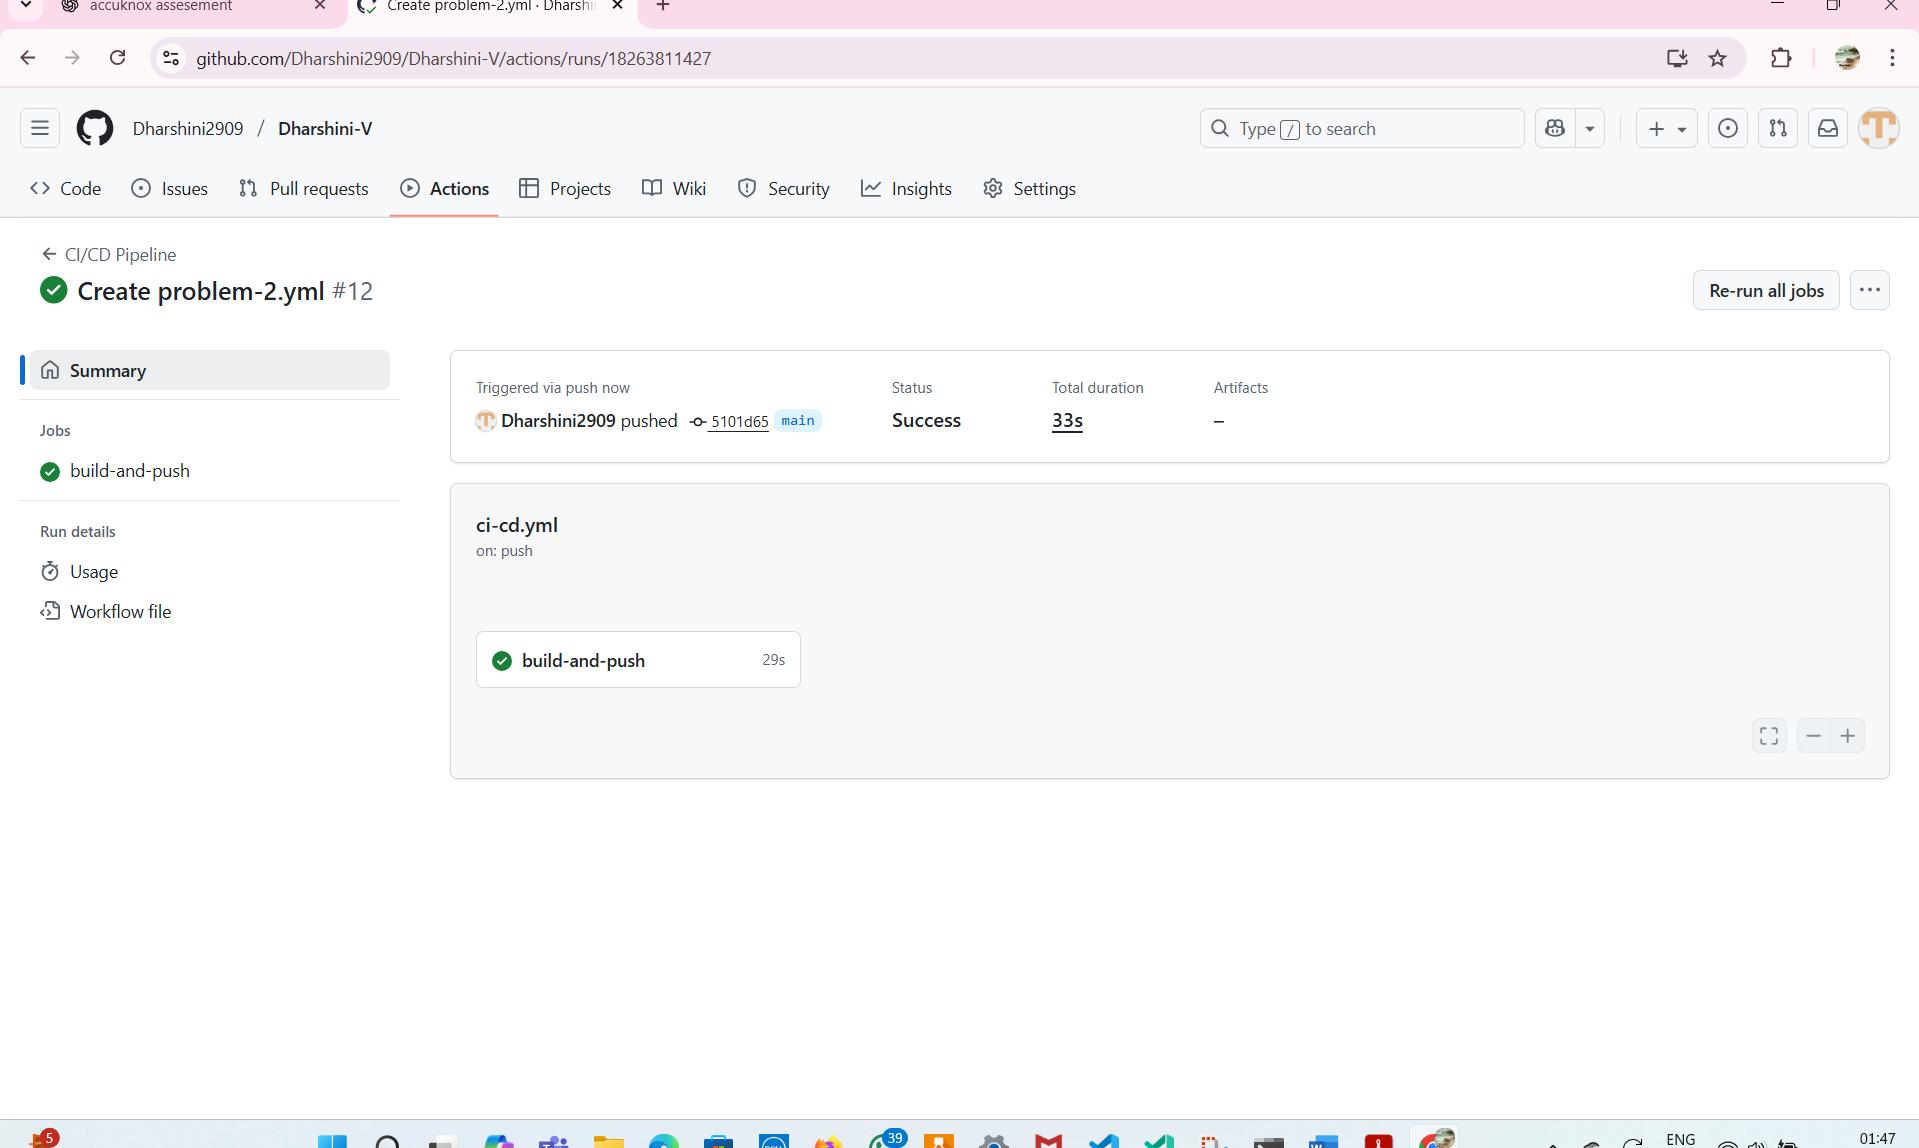 accuknox assesement
Create problem-2.yml · Dharshi
github.com/Dharshini2909/Dharshini-V/actions/runs/18263811427
Dharshini2909 / Dharshini-V
Type / to search
Code Issues Pull requests Actions Projects Wiki Security Insights Settings
CI/CD Pipeline
Create problem-2.yml #12
Re-run all jobs
Summary
Jobs
build-and-push
Run details
Usage
Workflow file
Triggered via push now
Dharshini2909 pushed 5101d65 main
Status
Success
Total duration
33s
Artifacts
–
ci-cd.yml
on: push
build-and-push 29s
5
39
ENG
01:47